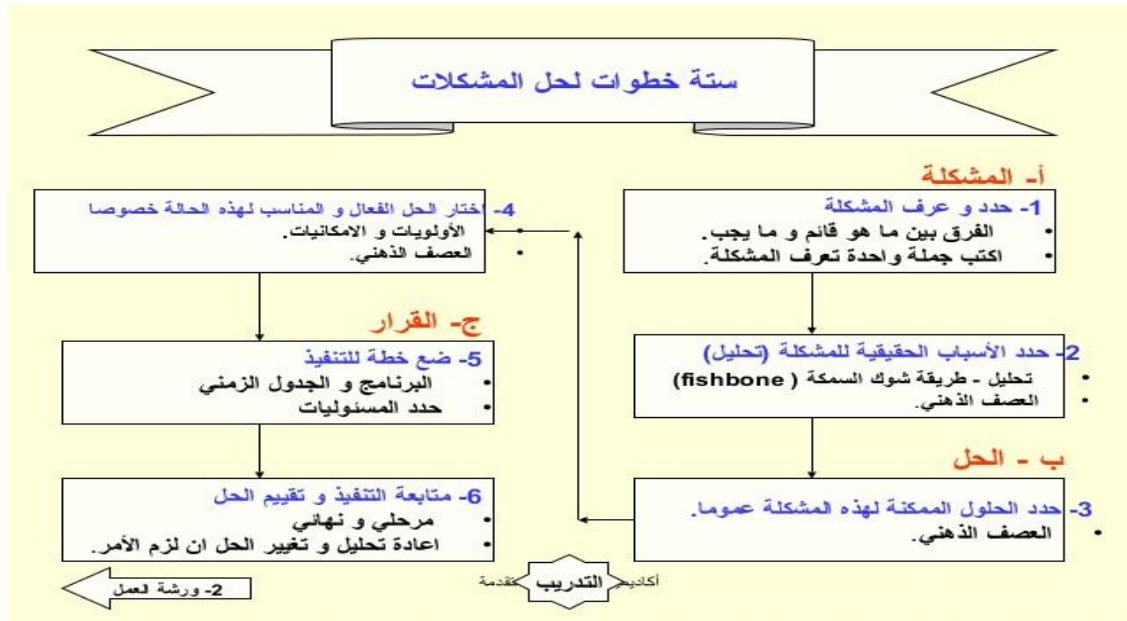 ستة خطوات لحل المشكلات
أ- المشكلة
1- حدد و عرف المشكلة
• الفرق بين ما هو قائم و ما يجب.
• اكتب جملة واحدة تعرف المشكلة.
2- حدد الأسباب الحقيقية للمشكلة (تحليل)
• تحليل - طريقة شوك السمكة ( fishbone)
• العصف الذهني.
ب - الحل
3- حدد الحلول الممكنة لهذه المشكلة عموما.
• العصف الذهني.
4- اختار الحل الفعال و المناسب لهذه الحالة خصوصا
• الأولويات و الامكانيات.
• العصف الذهني.
ج- القرار
5- ضع خطة للتنفيذ
• البرنامج و الجدول الزمني
• حدد المسئوليات
6- متابعة التنفيذ و تقييم الحل
• مرحلي و نهائي
• اعادة تحليل و تغيير الحل ان لزم الأمر.
التدريب
2- ورشة العمل